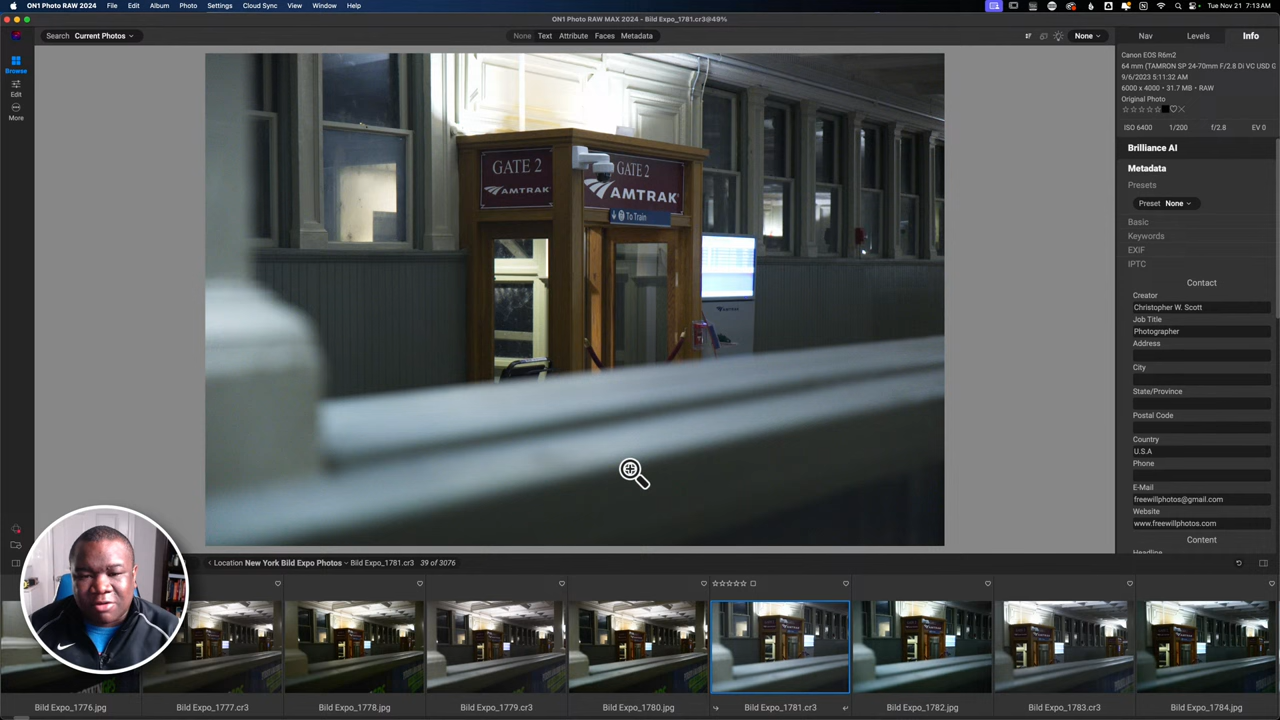 ON1 Photo RAW 2024 File Edit Album Photo Settings Cloud Sync View Window Help Tue Nov 21 7:13 AM
ON1 Photo RAW MAX 2024 - Bild Expo_1781.cr3@49%
Search Current Photos None Text Attribute Faces Metadata None Nav Levels Info
Browse
Edit
More
GATE 2
AMTRAK
GATE 2
AMTRAK
To Train
Canon EOS R6m2
64 mm (TAMRON SP 24-70mm F/2.8 Di VC USD G
9/6/2023 5:11:32 AM
6000 x 4000 • 31.7 MB • RAW
Original Photo
ISO 6400 1/200 f/2.8 EV 0
Brilliance AI
Metadata
Presets
Preset None
Basic
Keywords
EXIF
IPTC
Contact
Creator
Christopher W. Scott
Job Title
Photographer
Address
City
State/Province
Postal Code
Country
U.S.A
Phone
E-Mail
freewillphotos@gmail.com
Website
www.freewillphotos.com
Content
Location New York Bild Expo Photos Bild Expo_1781.cr3 39 of 3076
Bild Expo_1776.jpg Bild Expo_1777.cr3 Bild Expo_1778.jpg Bild Expo_1779.cr3 Bild Expo_1780.jpg Bild Expo_1781.cr3 Bild Expo_1782.jpg Bild Expo_1783.cr3 Bild Expo_1784.jpg